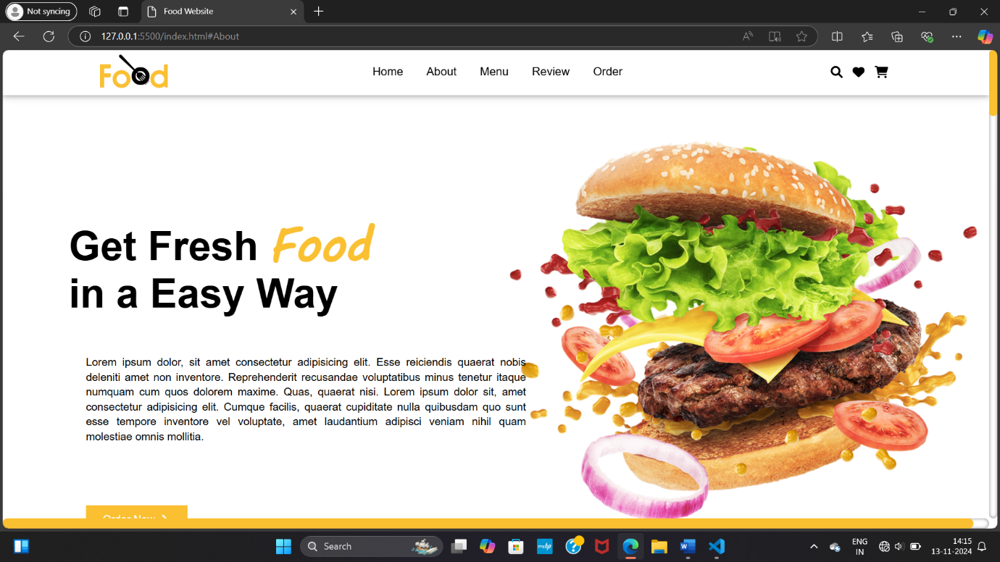 Not syncing
Food Website
127.0.0.1:5500/index.html#About
Food
Home
About
Menu
Review
Order
Get Fresh Food
in a Easy Way
Lorem ipsum dolor, sit amet consectetur adipisicing elit. Esse reiciendis quaerat nobis
deleniti amet non inventore. Reprehenderit recusandae voluptatibus minus tenetur itaque
numquam cum quos dolorem maxime. Quas, quaerat nisi. Lorem ipsum dolor sit, amet
consectetur adipisicing elit. Cumque facilis, quaerat cupiditate nulla quibusdam quo sunt
esse tempore inventore vel voluptate, amet laudantium adipisci veniam nihil quam
molestiae omnis mollitia.
Order Now
Search
myhp
ENG
IN
14:15
13-11-2024